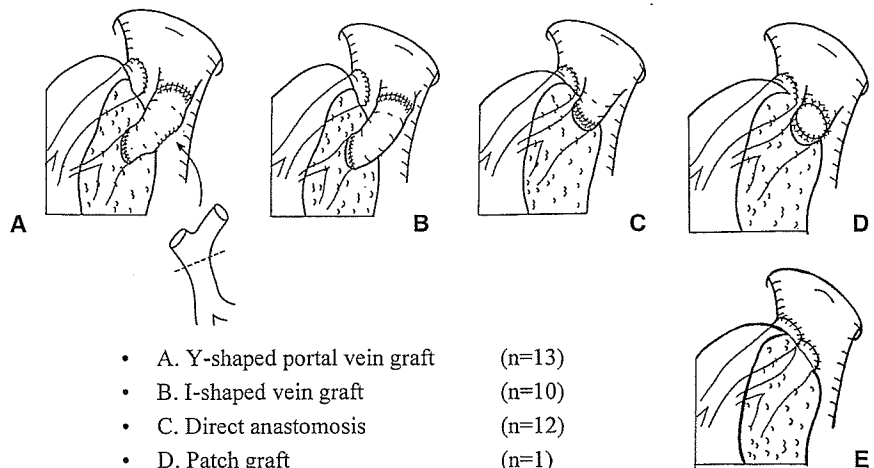 A
B
C
D
• A. Y-shaped portal vein graft (n=13)
• B. I-shaped vein graft (n=10)
• C. Direct anastomosis (n=12)
• D. Patch graft (n=1)
E